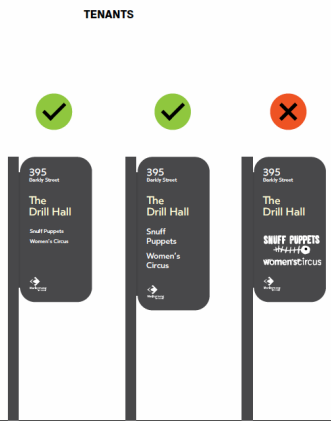 TENANTS
395
Barkly Street
The
Drill Hall
Snuff Puppets
Women's Circus
395
Barkly Street
The
Drill Hall
Snuff
Puppets
Women's
Circus
395
Barkly Street
The
Drill Hall
SNUFF PUPPETS
women'scircus